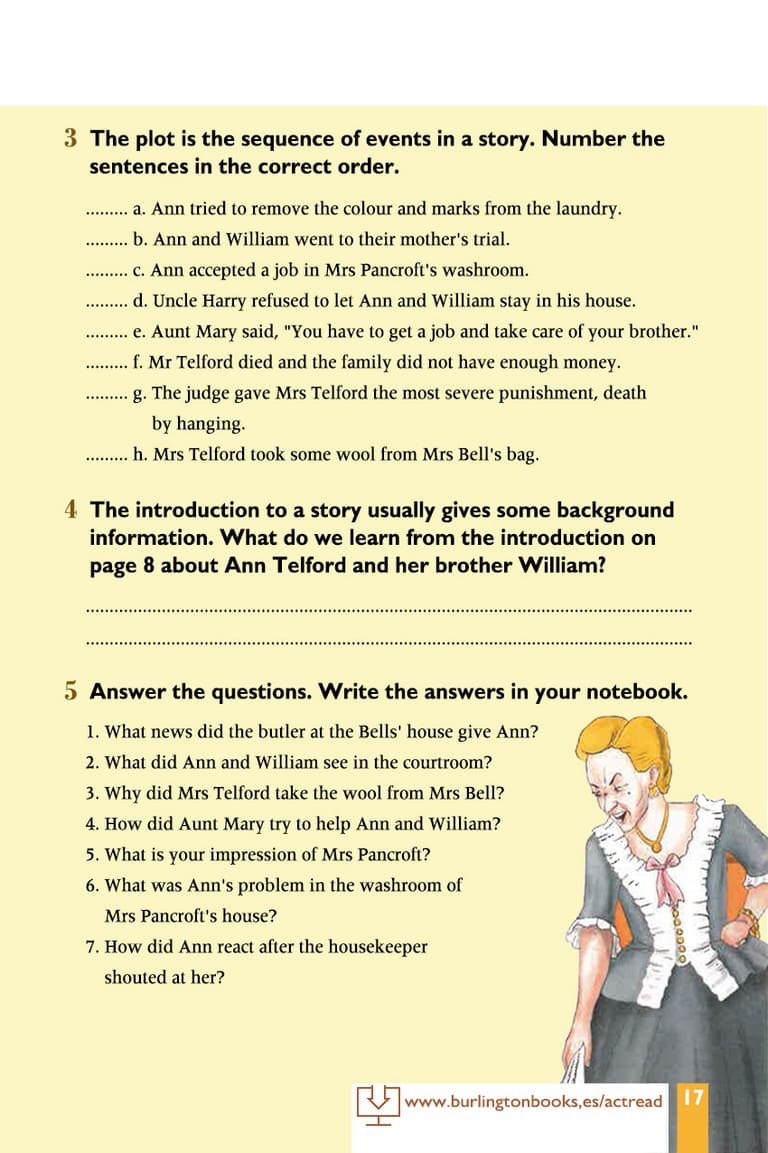 3 The plot is the sequence of events in a story. Number the
sentences in the correct order.
......... a. Ann tried to remove the colour and marks from the laundry.
......... b. Ann and William went to their mother's trial.
......... c. Ann accepted a job in Mrs Pancroft's washroom.
......... d. Uncle Harry refused to let Ann and William stay in his house.
......... e. Aunt Mary said, "You have to get a job and take care of your brother."
......... f. Mr Telford died and the family did not have enough money.
......... g. The judge gave Mrs Telford the most severe punishment, death
by hanging.
......... h. Mrs Telford took some wool from Mrs Bell's bag.
4 The introduction to a story usually gives some background
information. What do we learn from the introduction on
page 8 about Ann Telford and her brother William?
5 Answer the questions. Write the answers in your notebook.
1. What news did the butler at the Bells' house give Ann?
2. What did Ann and William see in the courtroom?
3. Why did Mrs Telford take the wool from Mrs Bell?
4. How did Aunt Mary try to help Ann and William?
5. What is your impression of Mrs Pancroft?
6. What was Ann's problem in the washroom of
Mrs Pancroft's house?
7. How did Ann react after the housekeeper
shouted at her?
www.burlingtonbooks,es/actread
17